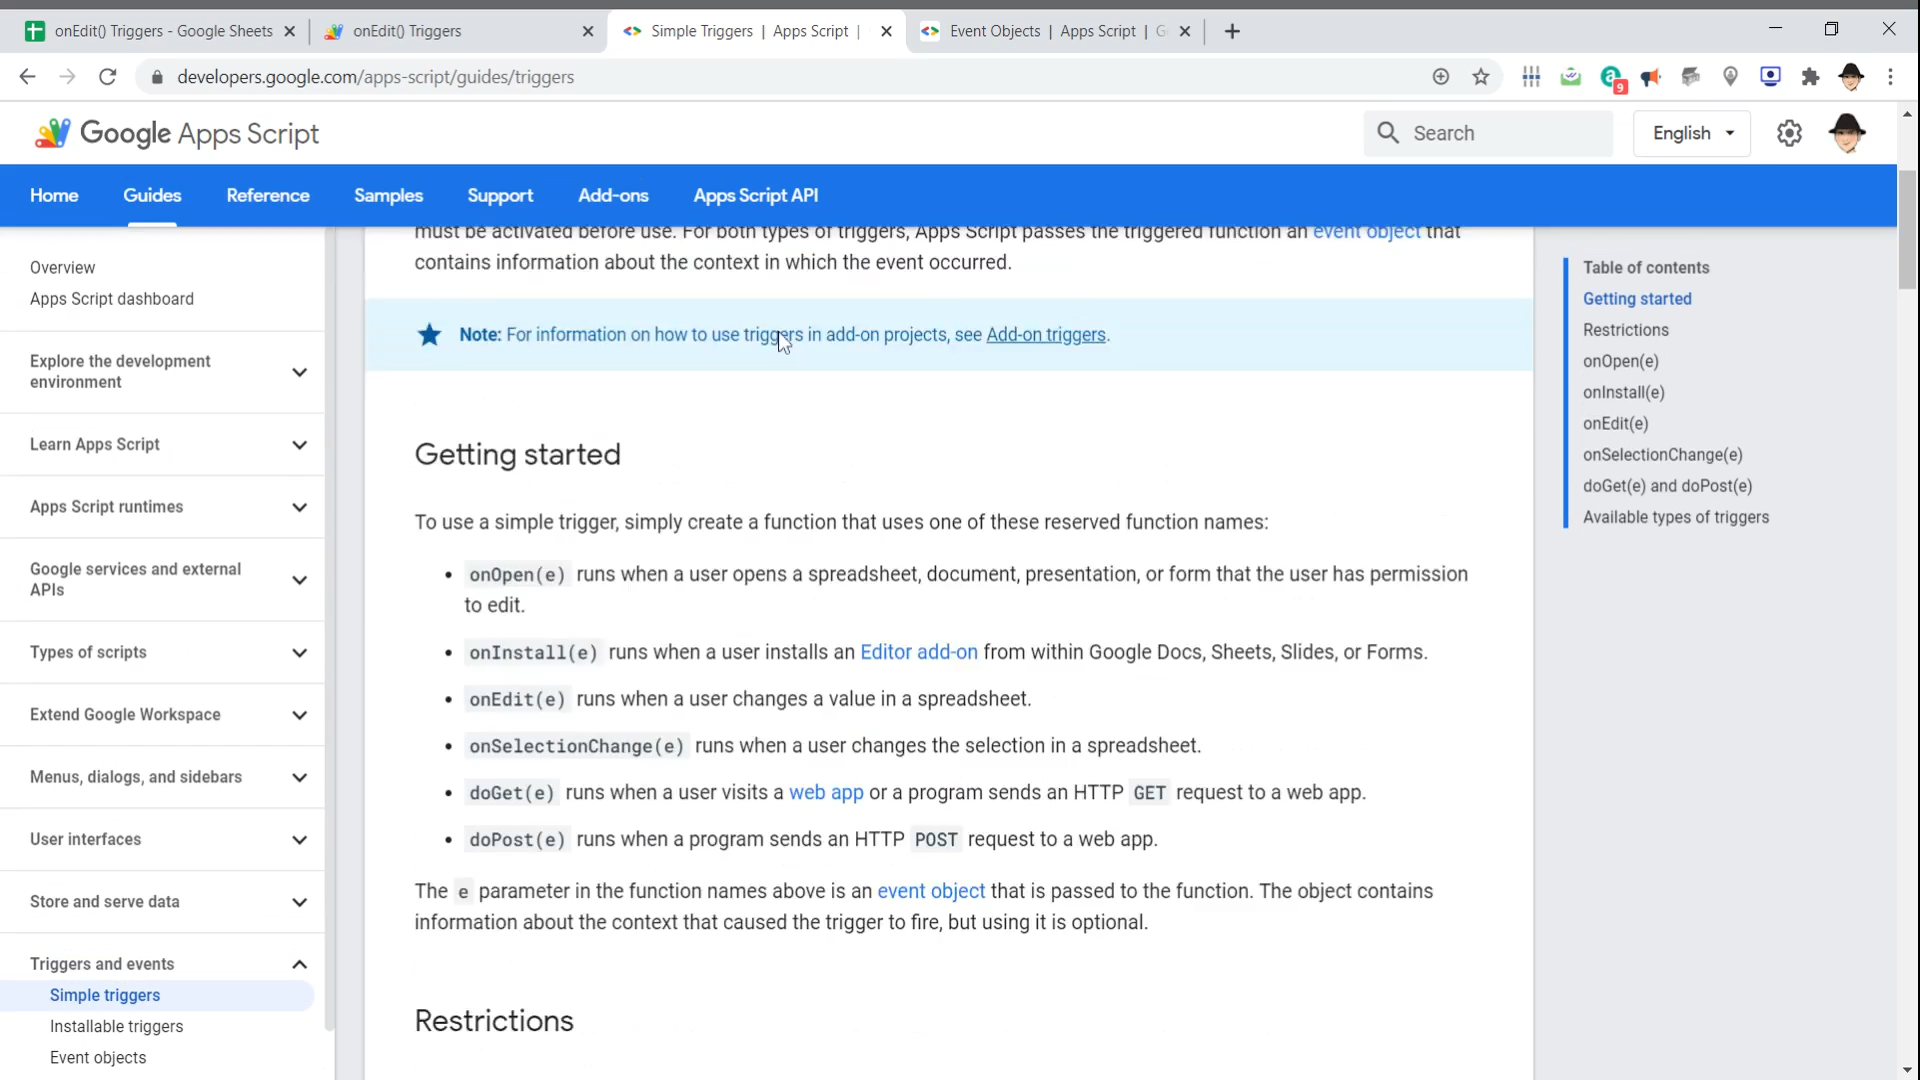 onEdit() Triggers - Google Sheets
onEdit() Triggers
Simple Triggers | Apps Script |
Event Objects | Apps Script | G
developers.google.com/apps-script/guides/triggers
9
Google Apps Script
Search
English
Home
Guides
Reference
Samples
Support
Add-ons
Apps Script API
Overview
Apps Script dashboard
Explore the development
environment
Learn Apps Script
Apps Script runtimes
Google services and external
APIs
Types of scripts
Extend Google Workspace
Menus, dialogs, and sidebars
User interfaces
Store and serve data
Triggers and events
Simple triggers
Installable triggers
Event objects
must be activated before use. For both types of triggers, Apps Script passes the triggered function an event object that
contains information about the context in which the event occurred.
Note: For information on how to use triggers in add-on projects, see Add-on triggers.
Getting started
To use a simple trigger, simply create a function that uses one of these reserved function names:
• onOpen(e) runs when a user opens a spreadsheet, document, presentation, or form that the user has permission
to edit.
• onInstall(e) runs when a user installs an Editor add-on from within Google Docs, Sheets, Slides, or Forms.
• onEdit(e) runs when a user changes a value in a spreadsheet.
• onSelectionChange(e) runs when a user changes the selection in a spreadsheet.
• doGet(e) runs when a user visits a web app or a program sends an HTTP GET request to a web app.
• doPost(e) runs when a program sends an HTTP POST request to a web app.
The e parameter in the function names above is an event object that is passed to the function. The object contains
information about the context that caused the trigger to fire, but using it is optional.
Restrictions
Table of contents
Getting started
Restrictions
onOpen(e)
onInstall(e)
onEdit(e)
onSelectionChange(e)
doGet(e) and doPost(e)
Available types of triggers